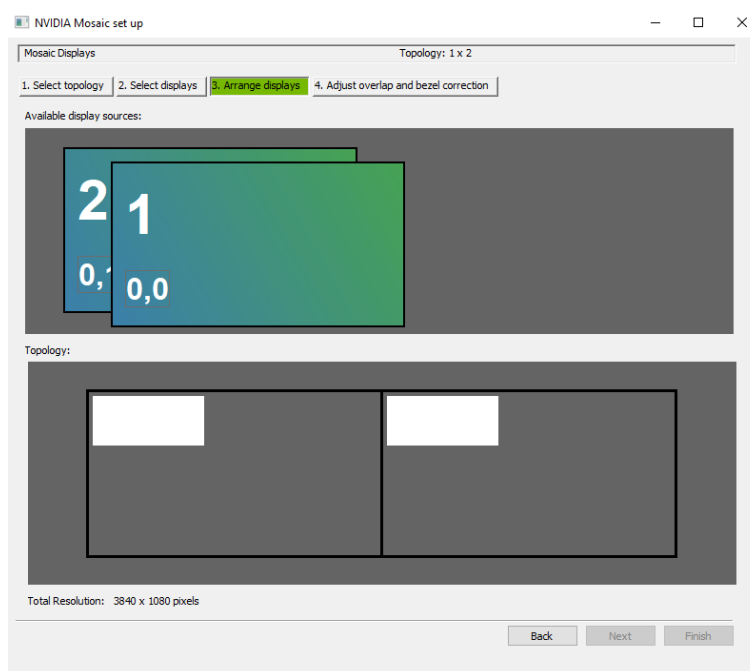 NVIDIA Mosaic set up
Mosaic Displays Topology: 1 x 2
1. Select topology 2. Select displays 3. Arrange displays 4. Adjust overlap and bezel correction
Available display sources:
2
1
0,1
0,0
Topology:
Total Resolution: 3840 x 1080 pixels
Back Next Finish